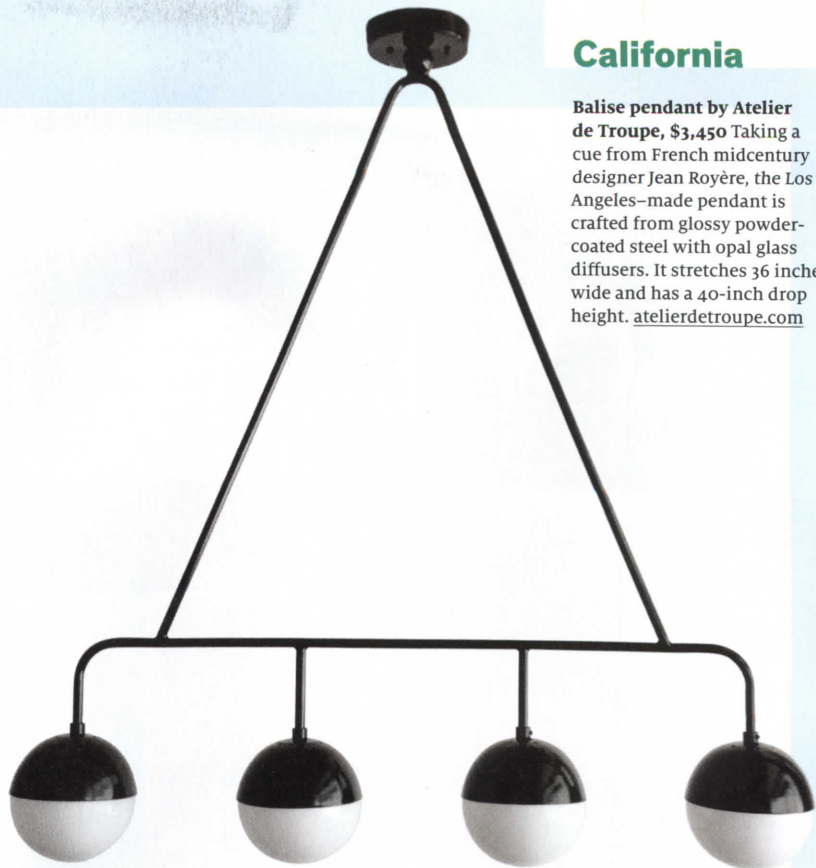 California
Balise pendant by Atelier
de Troupe, $3,450 Taking a
cue from French midcentury
designer Jean Royère, the Los
Angeles–made pendant is
crafted from glossy powder-
coated steel with opal glass
diffusers. It stretches 36 inche
wide and has a 40-inch drop
height. atelierdetroupe.com